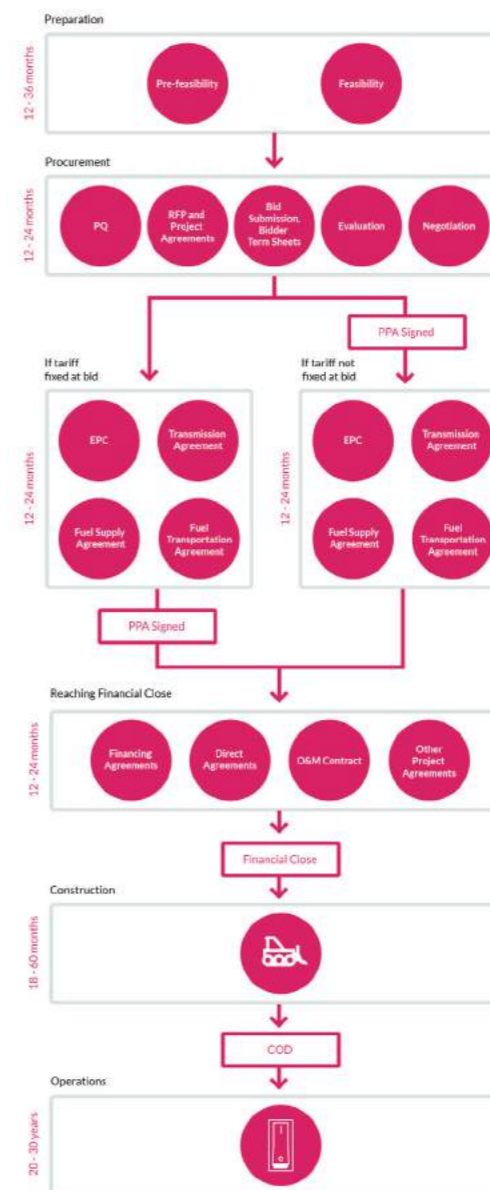 Preparation
12 - 36 months
Pre-feasibility
Feasibility
Procurement
12 - 24 months
PQ
RFP and
Project
Agreements
Bid
Submission,
Bidder
Term Sheets
Evaluation
Negotiation
PPA Signed
If tariff
fixed at bid
12 - 24 months
EPC
Transmission
Agreement
Fuel Supply
Agreement
Fuel
Transportation
Agreement
PPA Signed
If tariff not
fixed at bid
12 - 24 months
EPC
Transmission
Agreement
Fuel Supply
Agreement
Fuel
Transportation
Agreement
Reaching Financial Close
12 - 24 months
Financing
Agreements
Direct
Agreements
O&M Contract
Other
Project
Agreements
Financial Close
Construction
18 - 60 months
COD
Operations
20 - 30 years